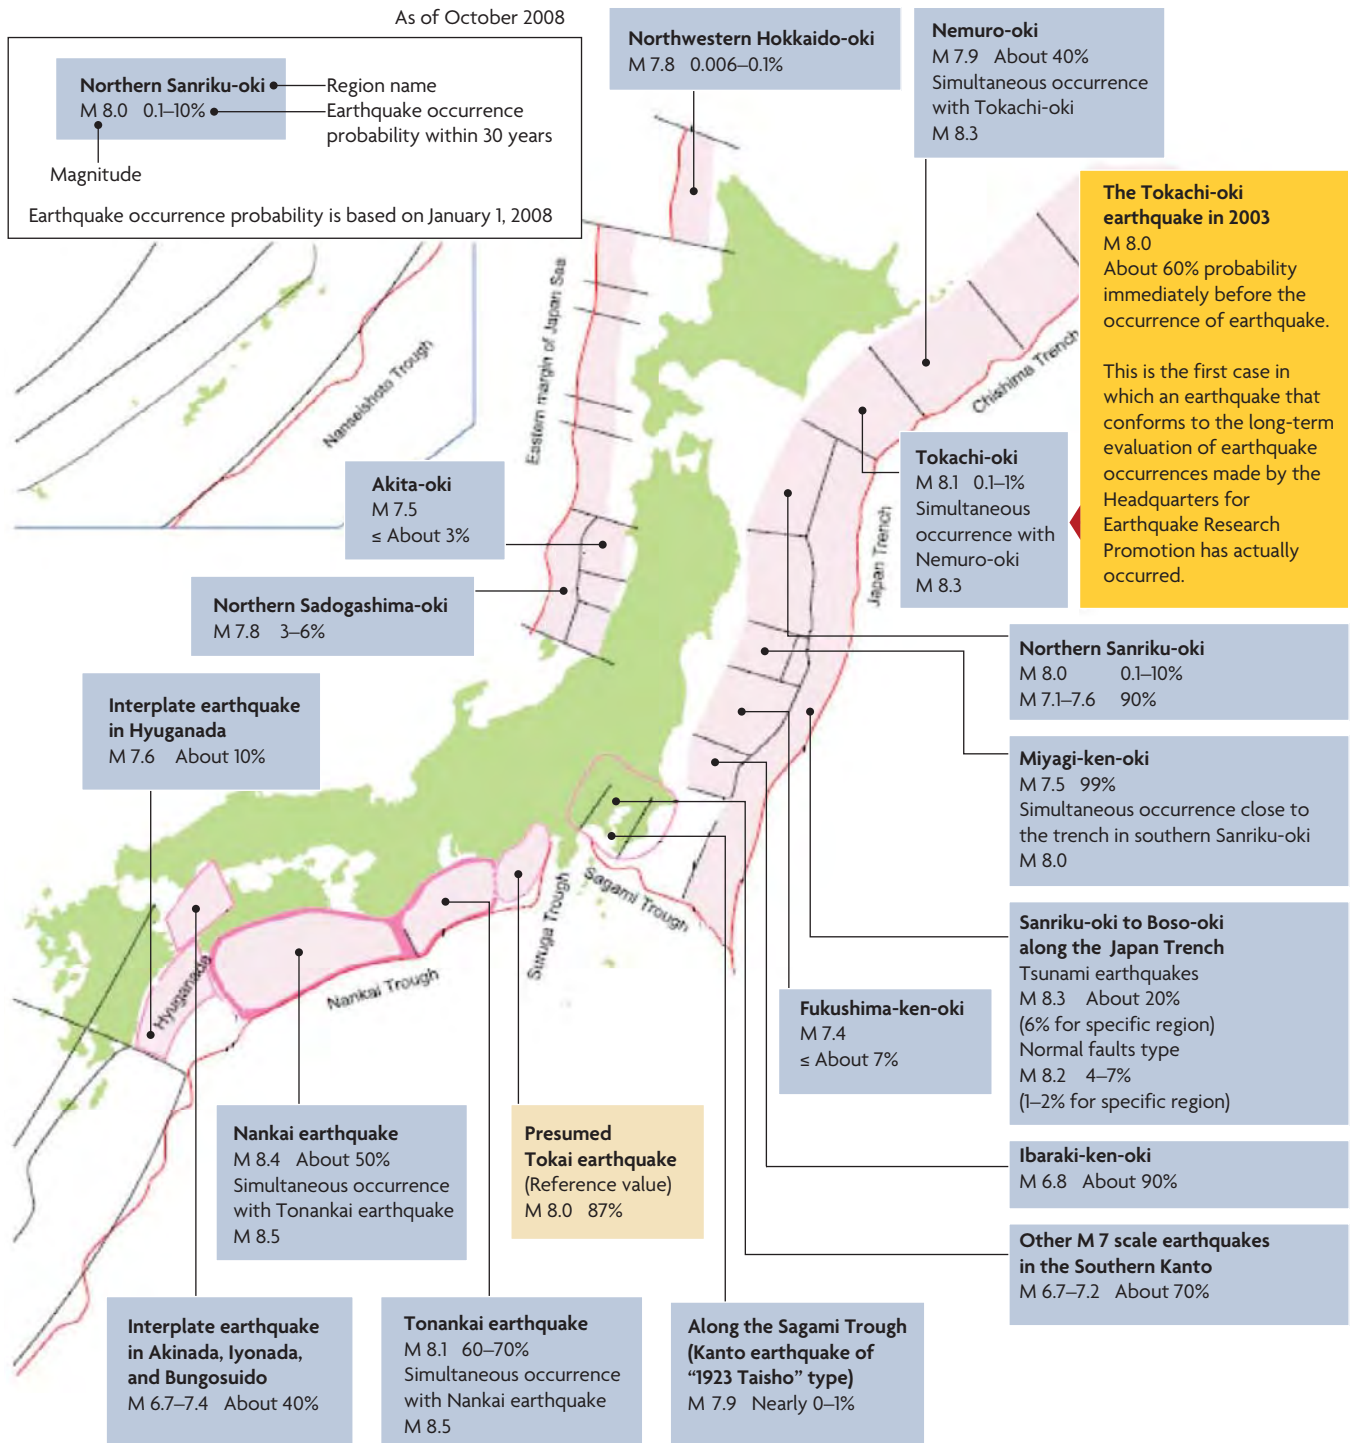 As of October 2008
Northern Sanriku-oki
M 8.0 0.1–10%
Region name
Earthquake occurrence
probability within 30 years
Magnitude
Earthquake occurrence probability is based on January 1, 2008
Northwestern Hokkaido-oki
M 7.8 0.006–0.1%
Nemuro-oki
M 7.9 About 40%
Simultaneous occurrence
with Tokachi-oki
M 8.3
The Tokachi-oki
earthquake in 2003
M 8.0
About 60% probability
immediately before the
occurrence of earthquake.
This is the first case in
which an earthquake that
conforms to the long-term
evaluation of earthquake
occurrences made by the
Headquarters for
Earthquake Research
Promotion has actually
occurred.
Nanseishoto Trough
Eastern margin of Japan Saa
Chishima Trench
Japan Trench
Tokachi-oki
M 8.1 0.1–1%
Simultaneous
occurrence with
Nemuro-oki
M 8.3
Akita-oki
M 7.5
≤ About 3%
Northern Sadogashima-oki
M 7.8 3–6%
Northern Sanriku-oki
M 8.0 0.1–10%
M 7.1–7.6 90%
Interplate earthquake
in Hyuganada
M 7.6 About 10%
Miyagi-ken-oki
M 7.5 99%
Simultaneous occurrence close to
the trench in southern Sanriku-oki
M 8.0
Sagami Trough
Suruga Trough
Nankai Trough
Hyuganada
Sanriku-oki to Boso-oki
along the Japan Trench
Tsunami earthquakes
M 8.3 About 20%
(6% for specific region)
Normal faults type
M 8.2 4–7%
(1–2% for specific region)
Fukushima-ken-oki
M 7.4
≤ About 7%
Nankai earthquake
M 8.4 About 50%
Simultaneous occurrence
with Tonankai earthquake
M 8.5
Presumed
Tokai earthquake
(Reference value)
M 8.0 87%
Ibaraki-ken-oki
M 6.8 About 90%
Other M 7 scale earthquakes
in the Southern Kanto
M 6.7–7.2 About 70%
Interplate earthquake
in Akinada, Iyonada,
and Bungosuido
M 6.7–7.4 About 40%
Tonankai earthquake
M 8.1 60–70%
Simultaneous occurrence
with Nankai earthquake
M 8.5
Along the Sagami Trough
(Kanto earthquake of
“1923 Taisho” type)
M 7.9 Nearly 0–1%